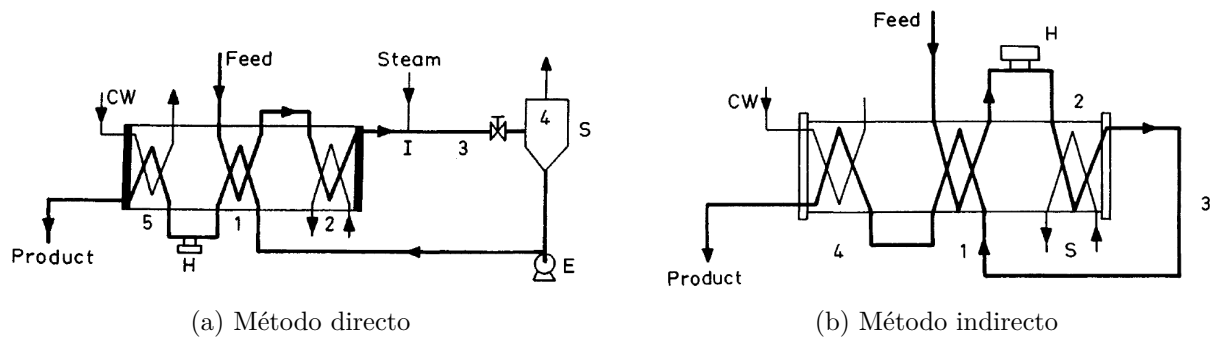 Feed
Steam
CW
4
S
I
3
5
1
2
H
E
Product
(a) Método directo
Feed
H
CW
2
3
4
1
S
Product
(b) Método indirecto